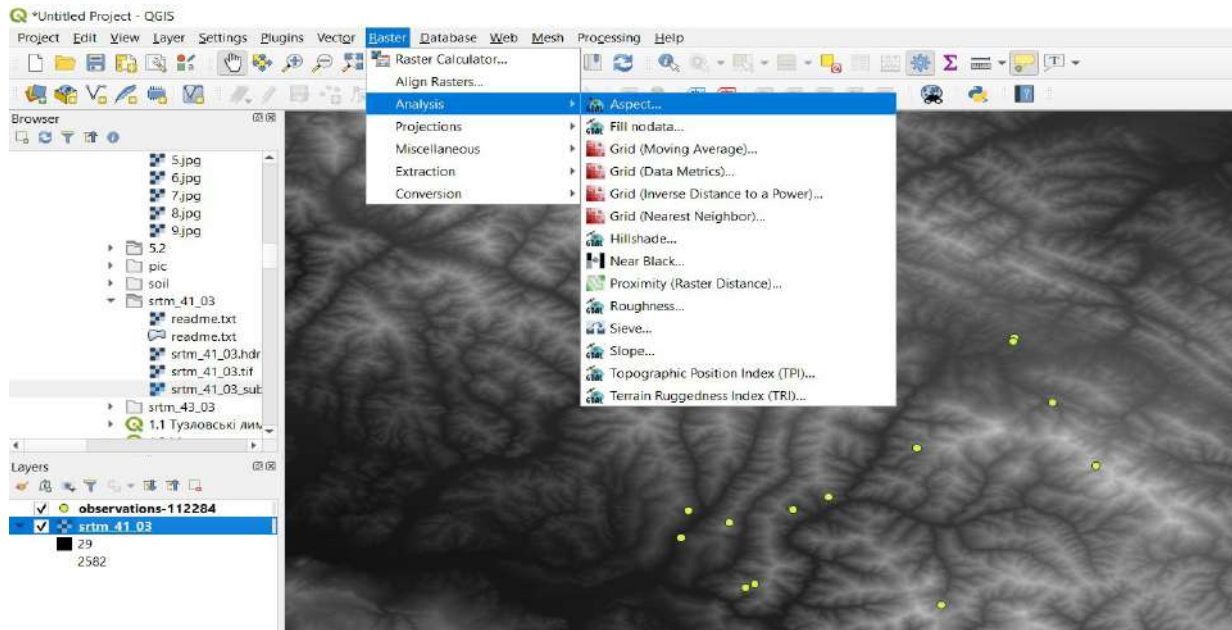 *Untitled Project - QGIS
Project Edit View Layer Settings Plugins Vector Raster Database Web Mesh Processing Help
Raster Calculator...
Align Rasters...
Analysis
Projections
Miscellaneous
Extraction
Conversion
Aspect...
Fill nodata...
Grid (Moving Average)...
Grid (Data Metrics)...
Grid (Inverse Distance to a Power)...
Grid (Nearest Neighbor)...
Hillshade...
Near Black...
Proximity (Raster Distance)...
Roughness...
Sieve...
Slope...
Topographic Position Index (TPI)...
Terrain Ruggedness Index (TRI)...
Browser
5.jpg
6.jpg
7.jpg
8.jpg
9.jpg
5.2
pic
soil
srtm_41_03
readme.txt
readme.txt
srtm_41_03.hdr
srtm_41_03.tif
srtm_41_03_sub
srtm_43_03
1.1 Тузловські лим
Layers
observations-112284
srtm_41_03
29
2582